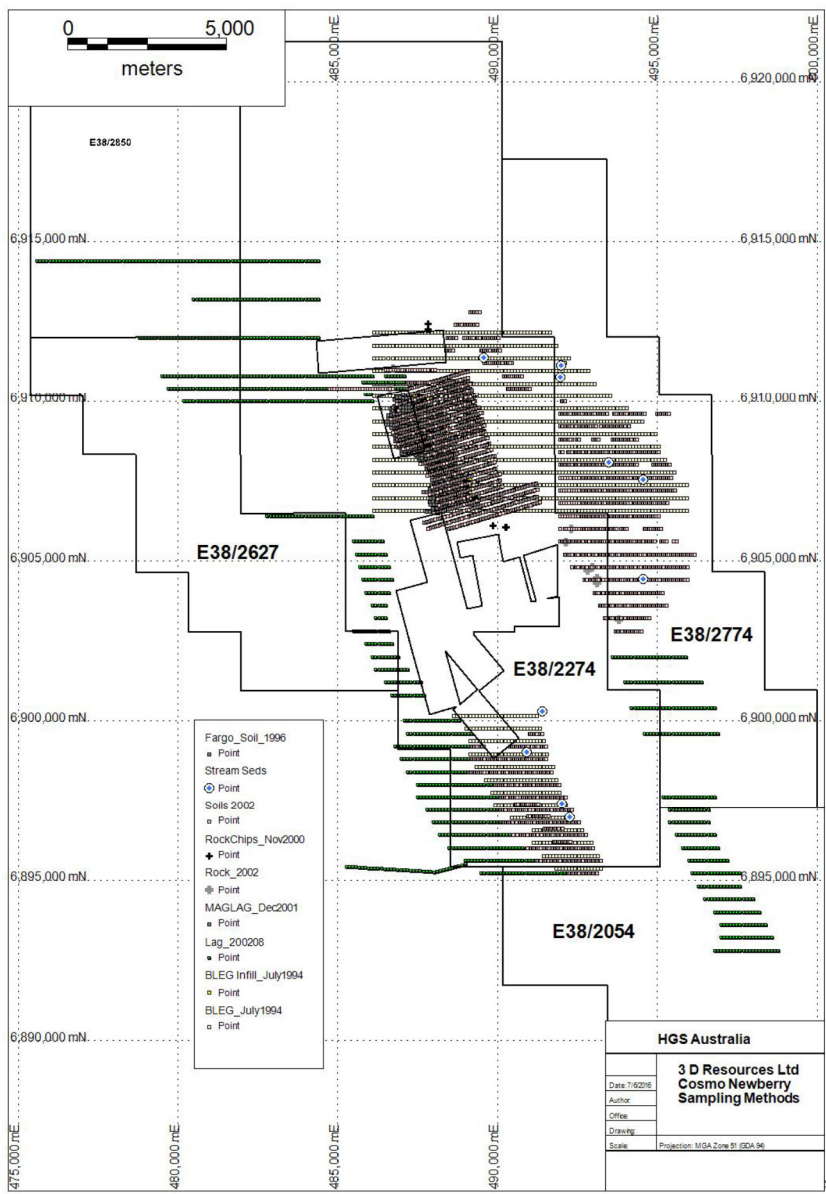 0 5,000
meters
485,000 mE
490,000 mE
495,000 mE
500,000 mE
6,920,000 mN
6,920,000 mN
E38/2850
6,915,000 mN
6,915,000 mN
6,910,000 mN
6,910,000 mN
6,905,000 mN
6,905,000 mN
E38/2627
E38/2774
E38/2274
6,900,000 mN
6,900,000 mN
Fargo_Soil_1996
Point
Stream Seds
Point
Soils 2002
Point
RockChips_Nov2000
Point
Rock_2002
Point
MAGLAG_Dec2001
Point
Lag_200208
Point
BLEG Infill_July1994
Point
BLEG_July1994
Point
6,895,000 mN
6,895,000 mN
E38/2054
6,890,000 mN
HGS Australia
3 D Resources Ltd
Cosmo Newberry
Sampling Methods
Date: 7/6/2016
Author:
Office:
Drawing:
Scale:
Projection: MGA Zone 51 (GDA 94)
475,000 mE
480,000 mE
485,000 mE
490,000 mE